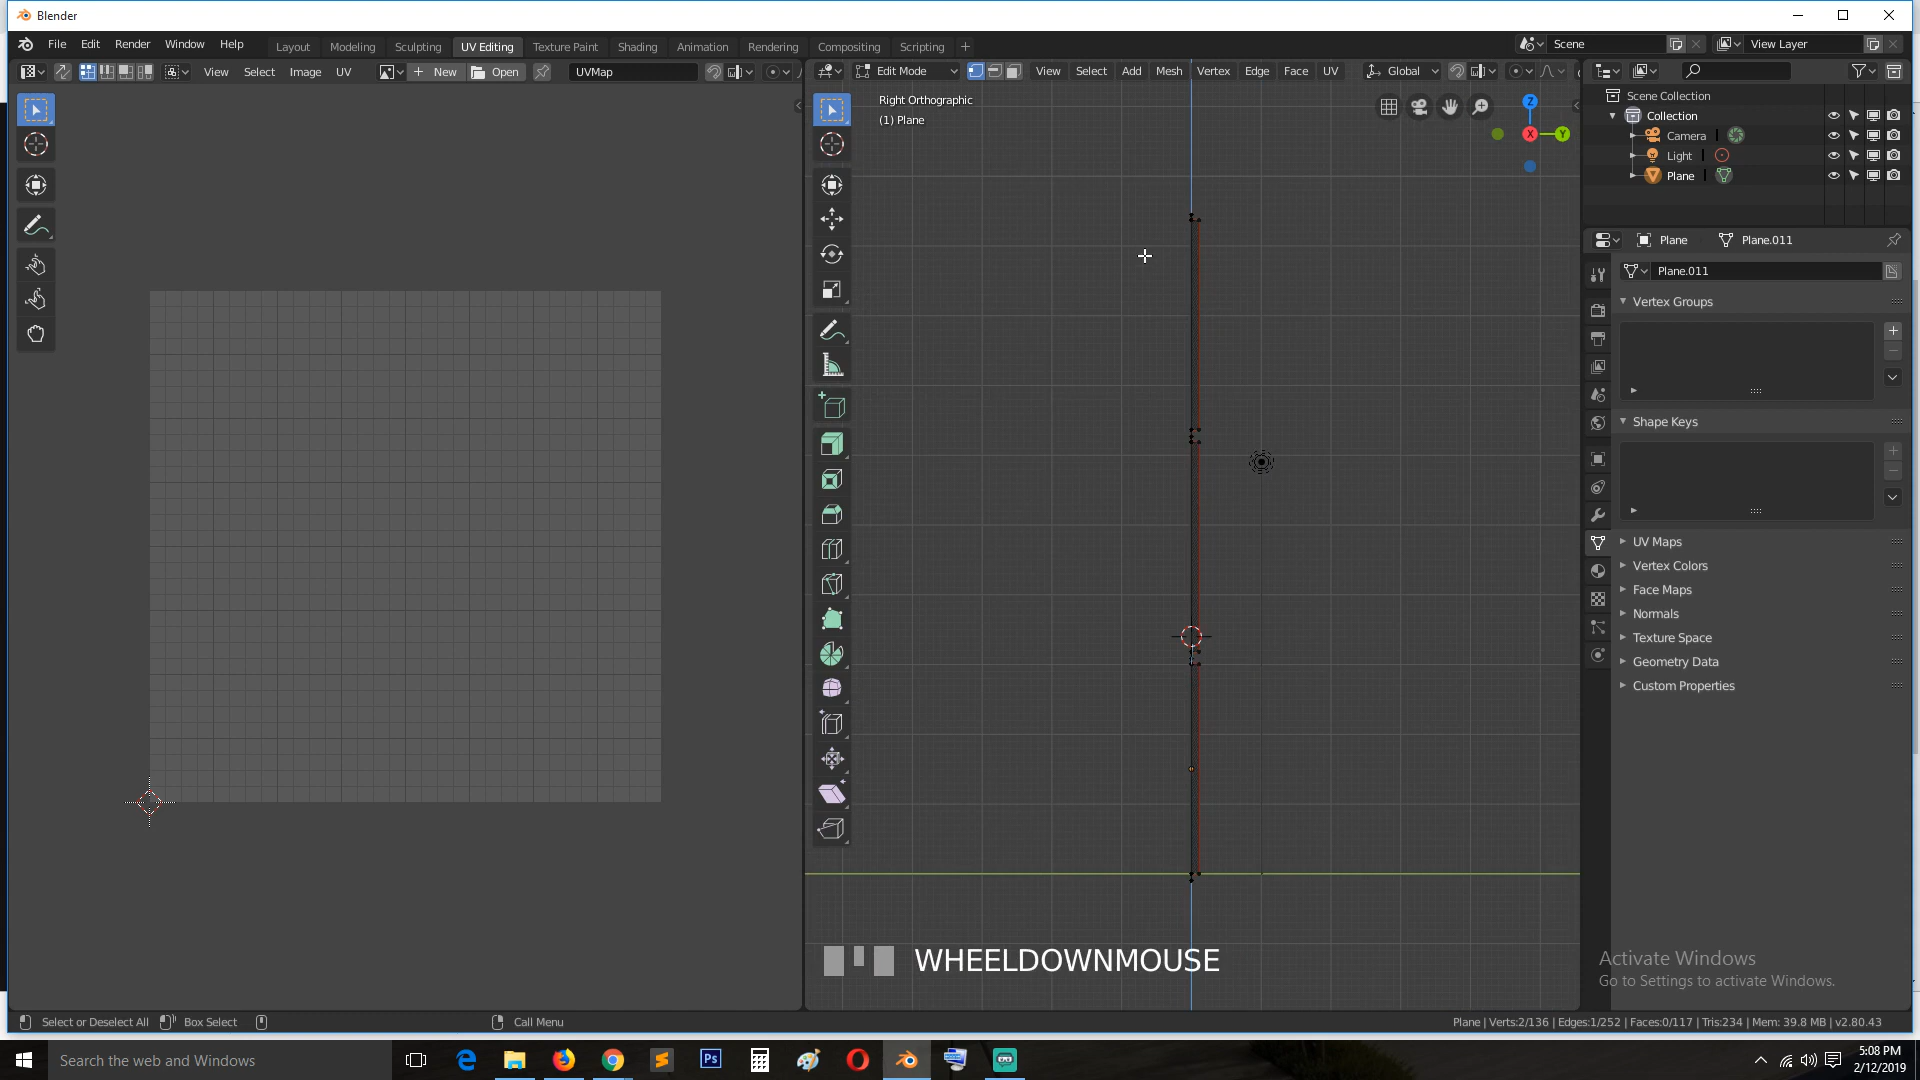 Blender
File Edit Render Window Help Layout Modeling Sculpting UV Editing Texture Paint Shading Animation Rendering Compositing Scripting + Scene View Layer
View Select Image UV New Open UVMap Edit Mode View Select Add Mesh Vertex Edge Face UV Global
Right Orthographic
(1) Plane
Z
X
Y
Scene Collection
Collection
Camera
Light
Plane
Plane Plane.011
Plane.011
Vertex Groups
Shape Keys
UV Maps
Vertex Colors
Face Maps
Normals
Texture Space
Geometry Data
Custom Properties
WHEELDOWNMOUSE
Activate Windows
Go to Settings to activate Windows.
Select or Deselect All Box Select Call Menu Plane | Verts:2/136 | Edges:1/252 | Faces:0/117 | Tris:234 | Mem: 39.8 MB | v2.80.43
Search the web and Windows
Ps
5:08 PM
2/12/2019